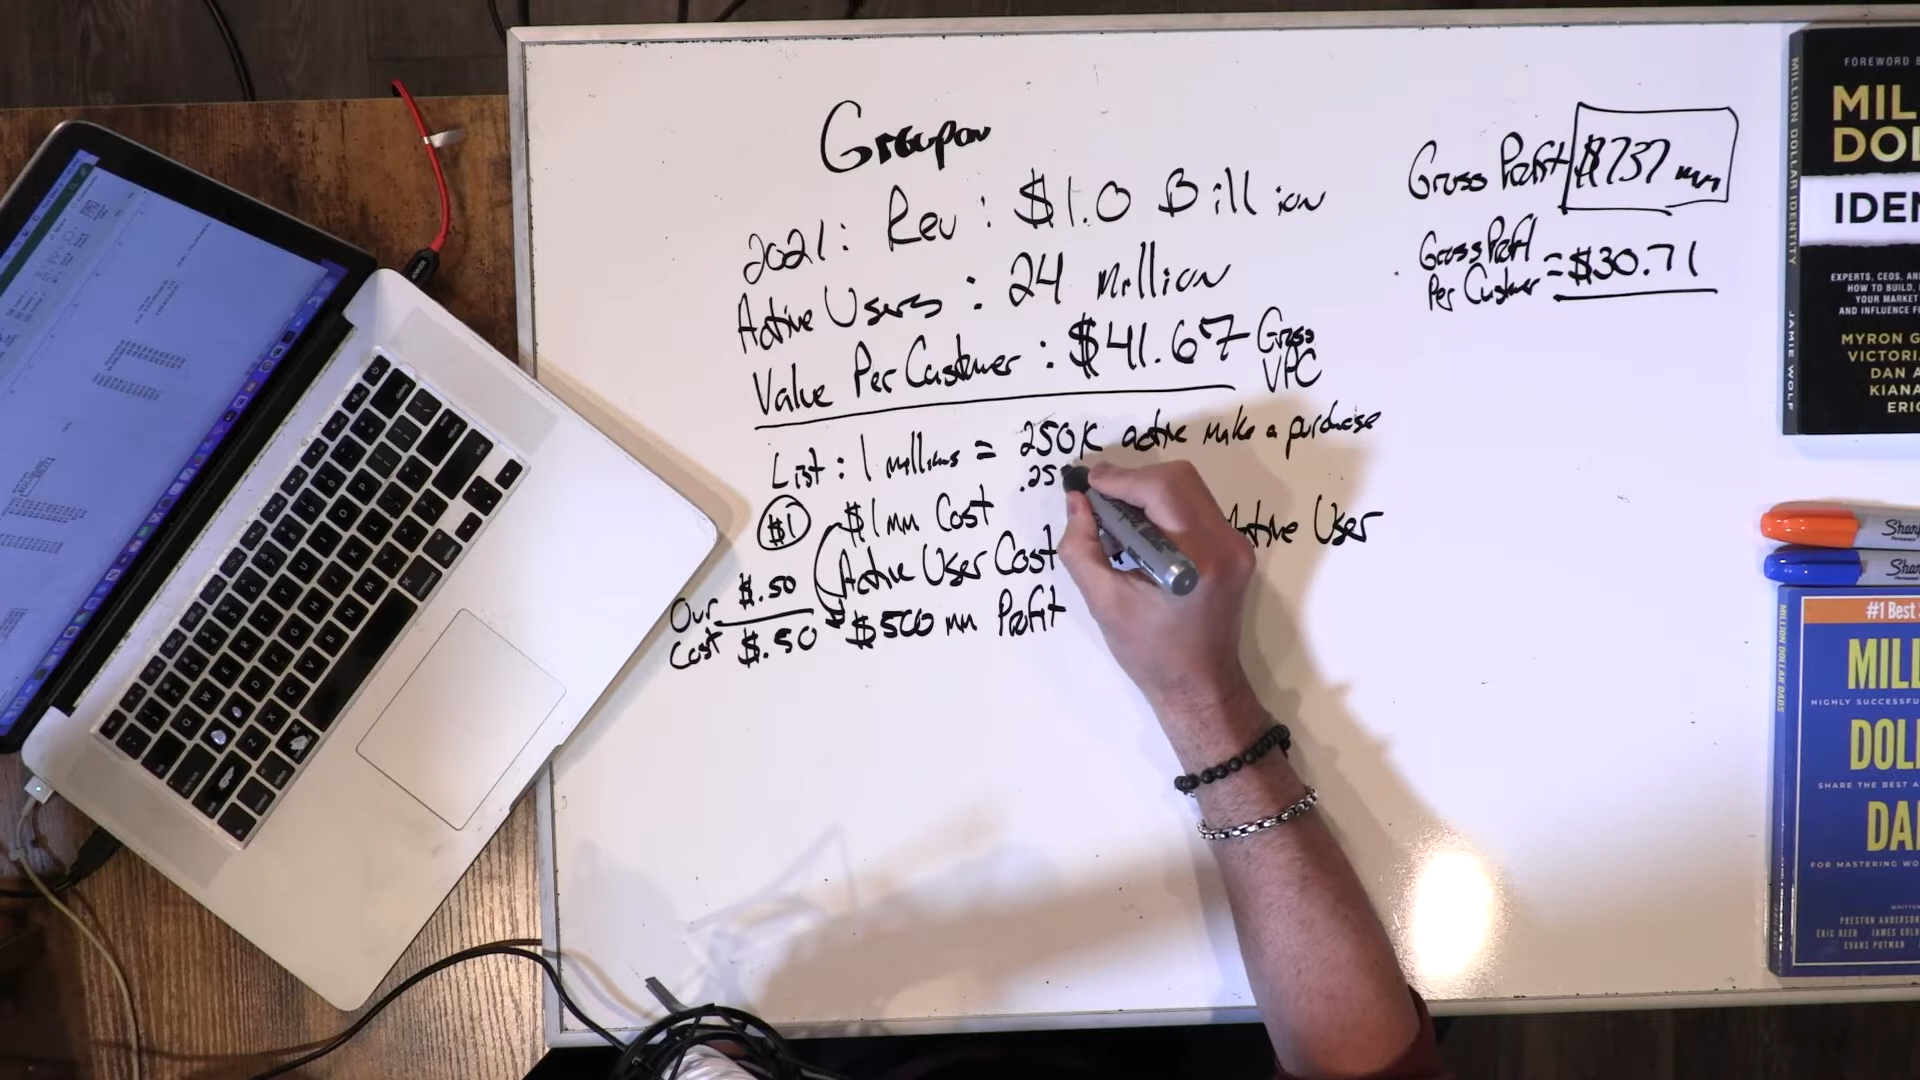 Groupon
2021: Rev: $1.0 Billion
Active Users: 24 Million
Value Per Customer: $41.67 Gross VPC
List: 1 millions = 250K active make a purchase
.25
$1 $1mm Cost
Active User Cost
Active User
$.50
Our Cost $.50 $500 mm Profit
Gross Profit $737 mm
Gross Profit Per Customer = $30.71
FOREWORD
MIL
DOL
IDEN
EXPERTS, CEOS, AN
HOW TO BUILD,
YOUR MARKET
AND INFLUENCE
MYRON G
VICTORI
DAN A
KIANA
ERIC
MILLION DOLLAR IDENTITY
JAMIE WOLF
Shar
Shar
#1 Best
MILL
HIGHLY SUCCESSFU
DOLL
SHARE THE BEST A
DA
FOR MASTERING WO
PRESTON ANDERSON
ERIC BEER JAMES GOLD
EVANS PUTMAN
MILLION DOLLAR DADS